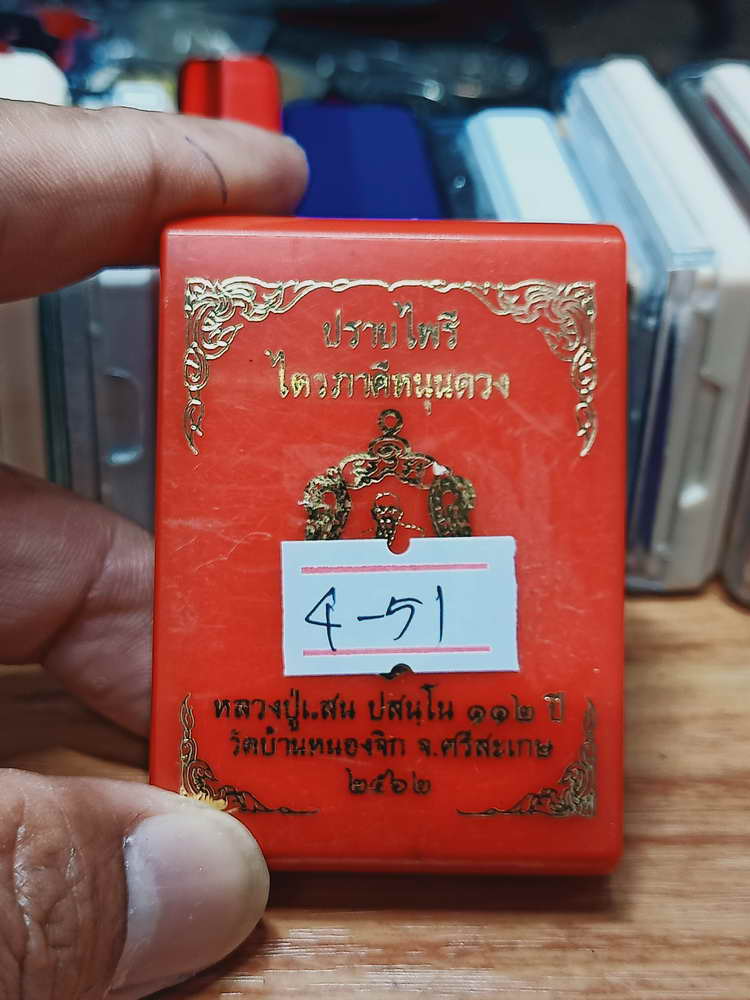 ปราบไพรี
ไตรภาคีหนุนดวง
4-51
หลวงปู่แสน ปสนฺโน ๑๑๒ ปี
วัดบ้านหนองจิก จ.ศรีสะเกษ
๒๕๖๒